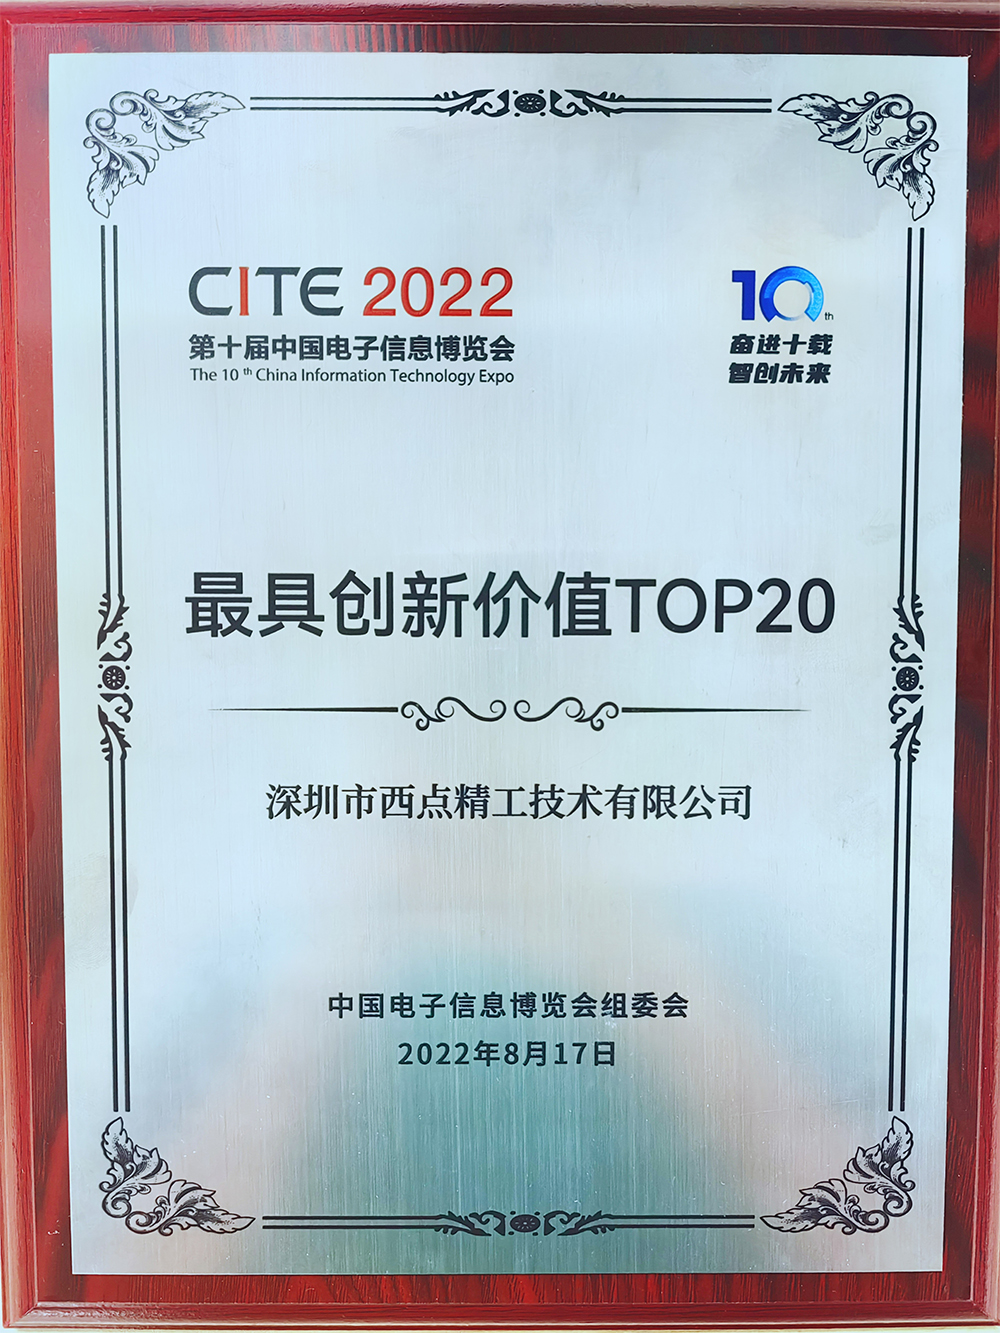 CITE 2022
第十届中国电子信息博览会
The 10 th China Information Technology Expo
10th
奋进十载
智创未来
最具创新价值TOP20
深圳市西点精工技术有限公司
中国电子信息博览会组委会
2022年8月17日